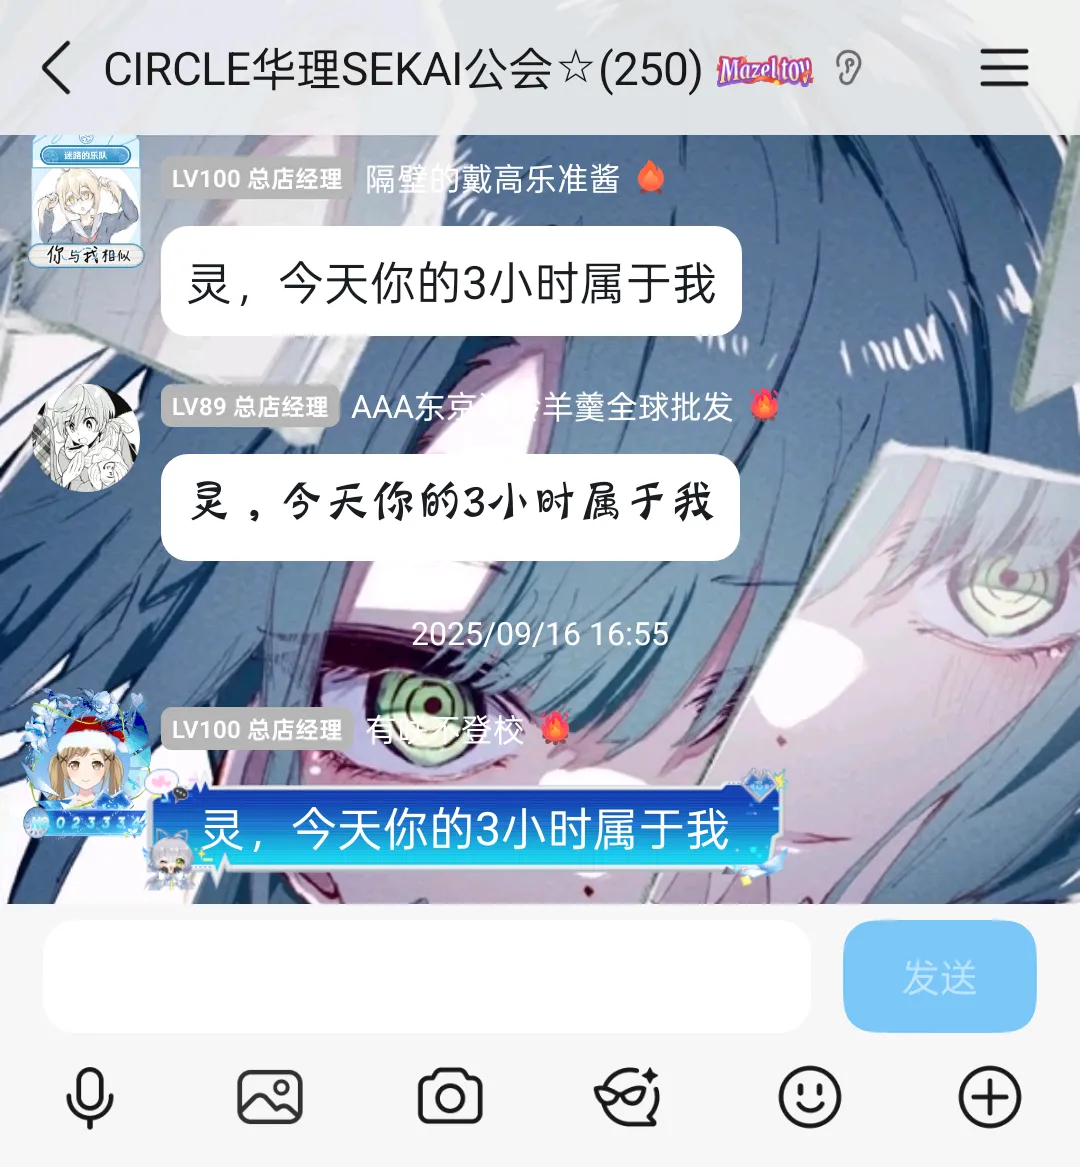 CIRCLE华理SEKAI公会☆(250) Mazel toy
迷路的乐队
你与我相似
LV100 总店经理 隔壁的戴高乐准酱
灵，今天你的3小时属于我
LV89 总店经理 AAA东京 羊羹全球批发
灵，今天你的3小时属于我
2025/09/16 16:55
LV100 总店经理 有 不登校
NO 023334
灵，今天你的3小时属于我
发送